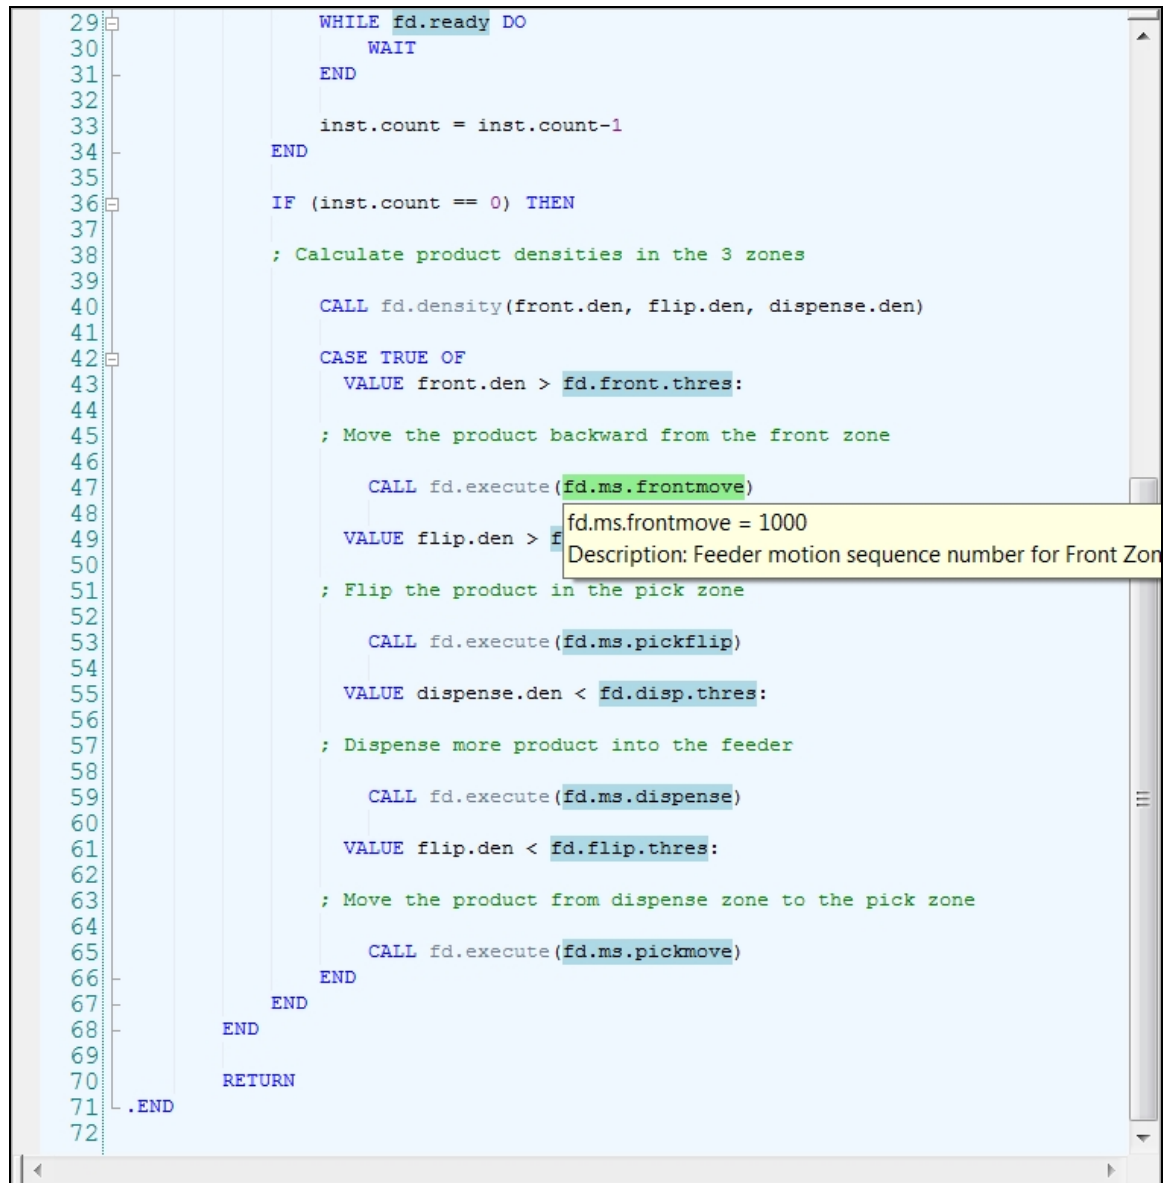 29 WHILE fd.ready DO
30 WAIT
31 END
32
33 inst.count = inst.count-1
34 END
35
36 IF (inst.count == 0) THEN
37
38 ; Calculate product densities in the 3 zones
39
40 CALL fd.density(front.den, flip.den, dispense.den)
41
42 CASE TRUE OF
43 VALUE front.den > fd.front.thres:
44
45 ; Move the product backward from the front zone
46
47 CALL fd.execute(fd.ms.frontmove)
48
fd.ms.frontmove = 1000
49 VALUE flip.den > f
Description: Feeder motion sequence number for Front Zon
50
51 ; Flip the product in the pick zone
52
53 CALL fd.execute(fd.ms.pickflip)
54
55 VALUE dispense.den < fd.disp.thres:
56
57 ; Dispense more product into the feeder
58
59 CALL fd.execute(fd.ms.dispense)
60
61 VALUE flip.den < fd.flip.thres:
62
63 ; Move the product from dispense zone to the pick zone
64
65 CALL fd.execute(fd.ms.pickmove)
66 END
67 END
68 END
69
70 RETURN
71 .END
72